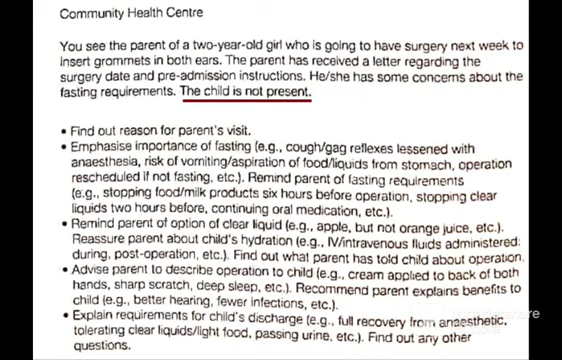 Community Health Centre
You see the parent of a two-year-old girl who is going to have surgery next week to
insert grommets in both ears. The parent has received a letter regarding the
surgery date and pre-admission instructions. He/she has some concerns about the
fasting requirements. The child is not present.
• Find out reason for parent's visit.
• Emphasise importance of fasting (e.g., cough/gag reflexes lessened with
anaesthesia, risk of vomiting/aspiration of food/liquids from stomach, operation
rescheduled if not fasting, etc.). Remind parent of fasting requirements
(e.g., stopping food/milk products six hours before operation, stopping clear
liquids two hours before, continuing oral medication, etc.).
• Remind parent of option of clear liquid (e.g., apple, but not orange juice, etc.).
Reassure parent about child's hydration (e.g., IV/intravenous fluids administered:
during, post-operation, etc.). Find out what parent has told child about operation.
• Advise parent to describe operation to child (e.g., cream applied to back of both
hands, sharp scratch, deep sleep, etc.). Recommend parent explains benefits to
child (e.g., better hearing, fewer infections, etc.).
• Explain requirements for child's discharge (e.g., full recovery from anaesthetic,
tolerating clear liquids/light food, passing urine, etc.). Find out any other
questions.